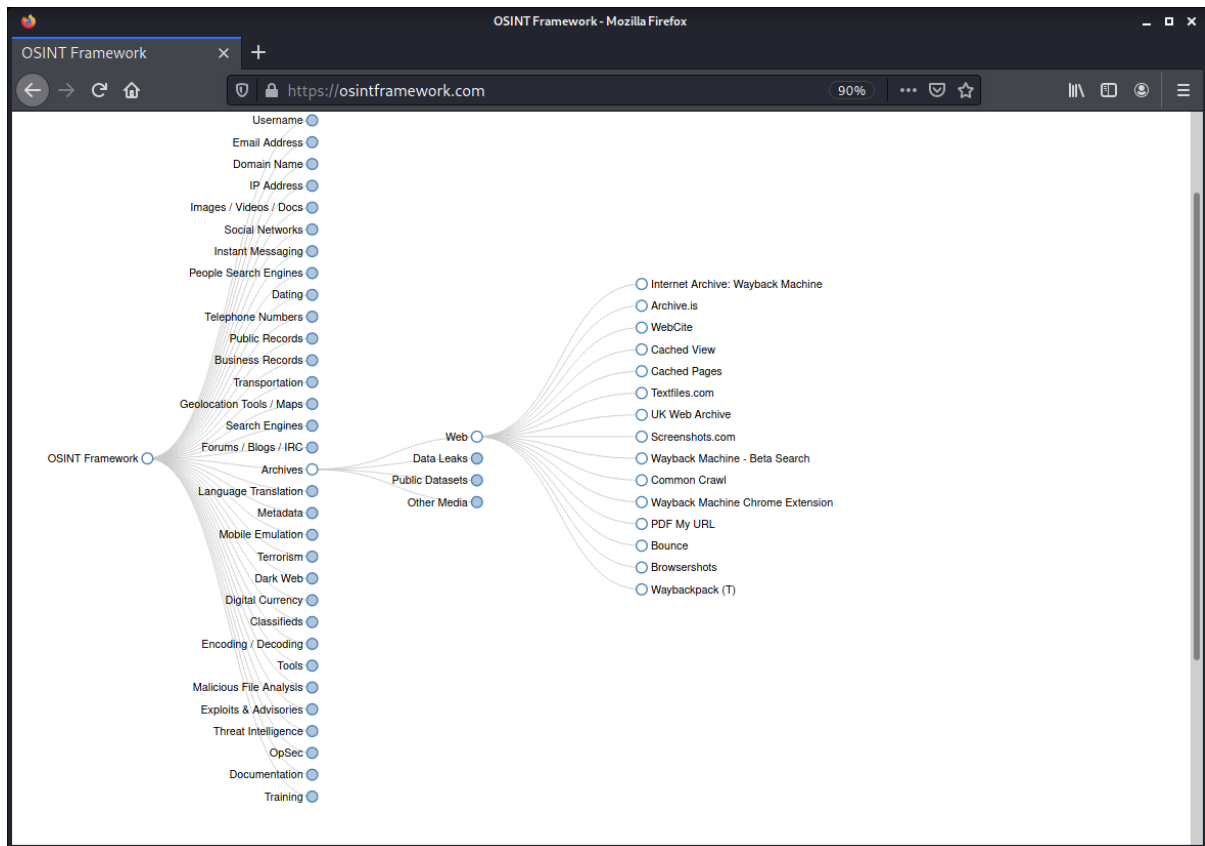 OSINT Framework - Mozilla Firefox
OSINT Framework
https://osintframework.com
90%
Username
Email Address
Domain Name
IP Address
Images / Videos / Docs
Social Networks
Instant Messaging
People Search Engines
Dating
Telephone Numbers
Public Records
Business Records
Transportation
Geolocation Tools / Maps
Search Engines
Forums / Blogs / IRC
Archives
Language Translation
Metadata
Mobile Emulation
Terrorism
Dark Web
Digital Currency
Classifieds
Encoding / Decoding
Tools
Malicious File Analysis
Exploits & Advisories
Threat Intelligence
OpSec
Documentation
Training
OSINT Framework
Web
Data Leaks
Public Datasets
Other Media
Internet Archive: Wayback Machine
Archive.is
WebCite
Cached View
Cached Pages
Textfiles.com
UK Web Archive
Screenshots.com
Wayback Machine - Beta Search
Common Crawl
Wayback Machine Chrome Extension
PDF My URL
Bounce
Browsershots
Waybackpack (T)